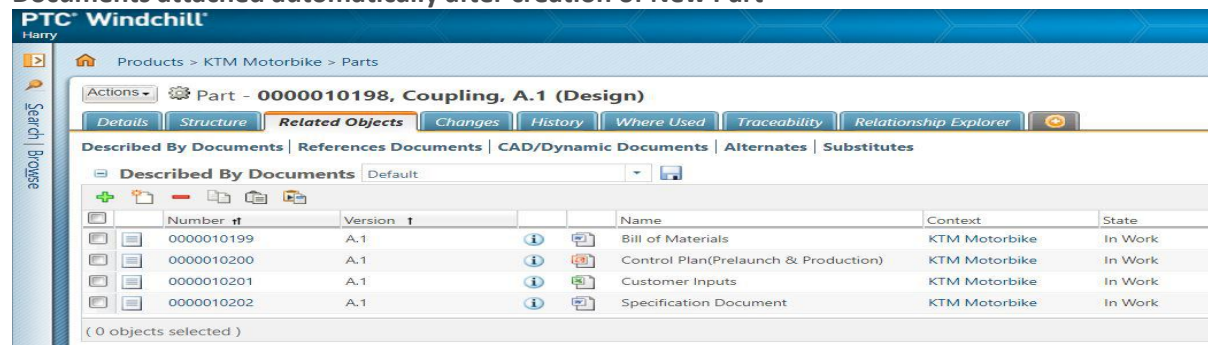 Documents attached automatically after creation of New Part
PTC® Windchill®
Harry
Search | Browse
Products > KTM Motorbike > Parts
Actions Part - 0000010198, Coupling, A.1 (Design)
Details Structure Related Objects Changes History Where Used Traceability Relationship Explorer
Described By Documents | References Documents | CAD/Dynamic Documents | Alternates | Substitutes
Described By Documents Default
Number Version Name Context State
0000010199 A.1 Bill of Materials KTM Motorbike In Work
0000010200 A.1 Control Plan(Prelaunch & Production) KTM Motorbike In Work
0000010201 A.1 Customer Inputs KTM Motorbike In Work
0000010202 A.1 Specification Document KTM Motorbike In Work
( 0 objects selected )